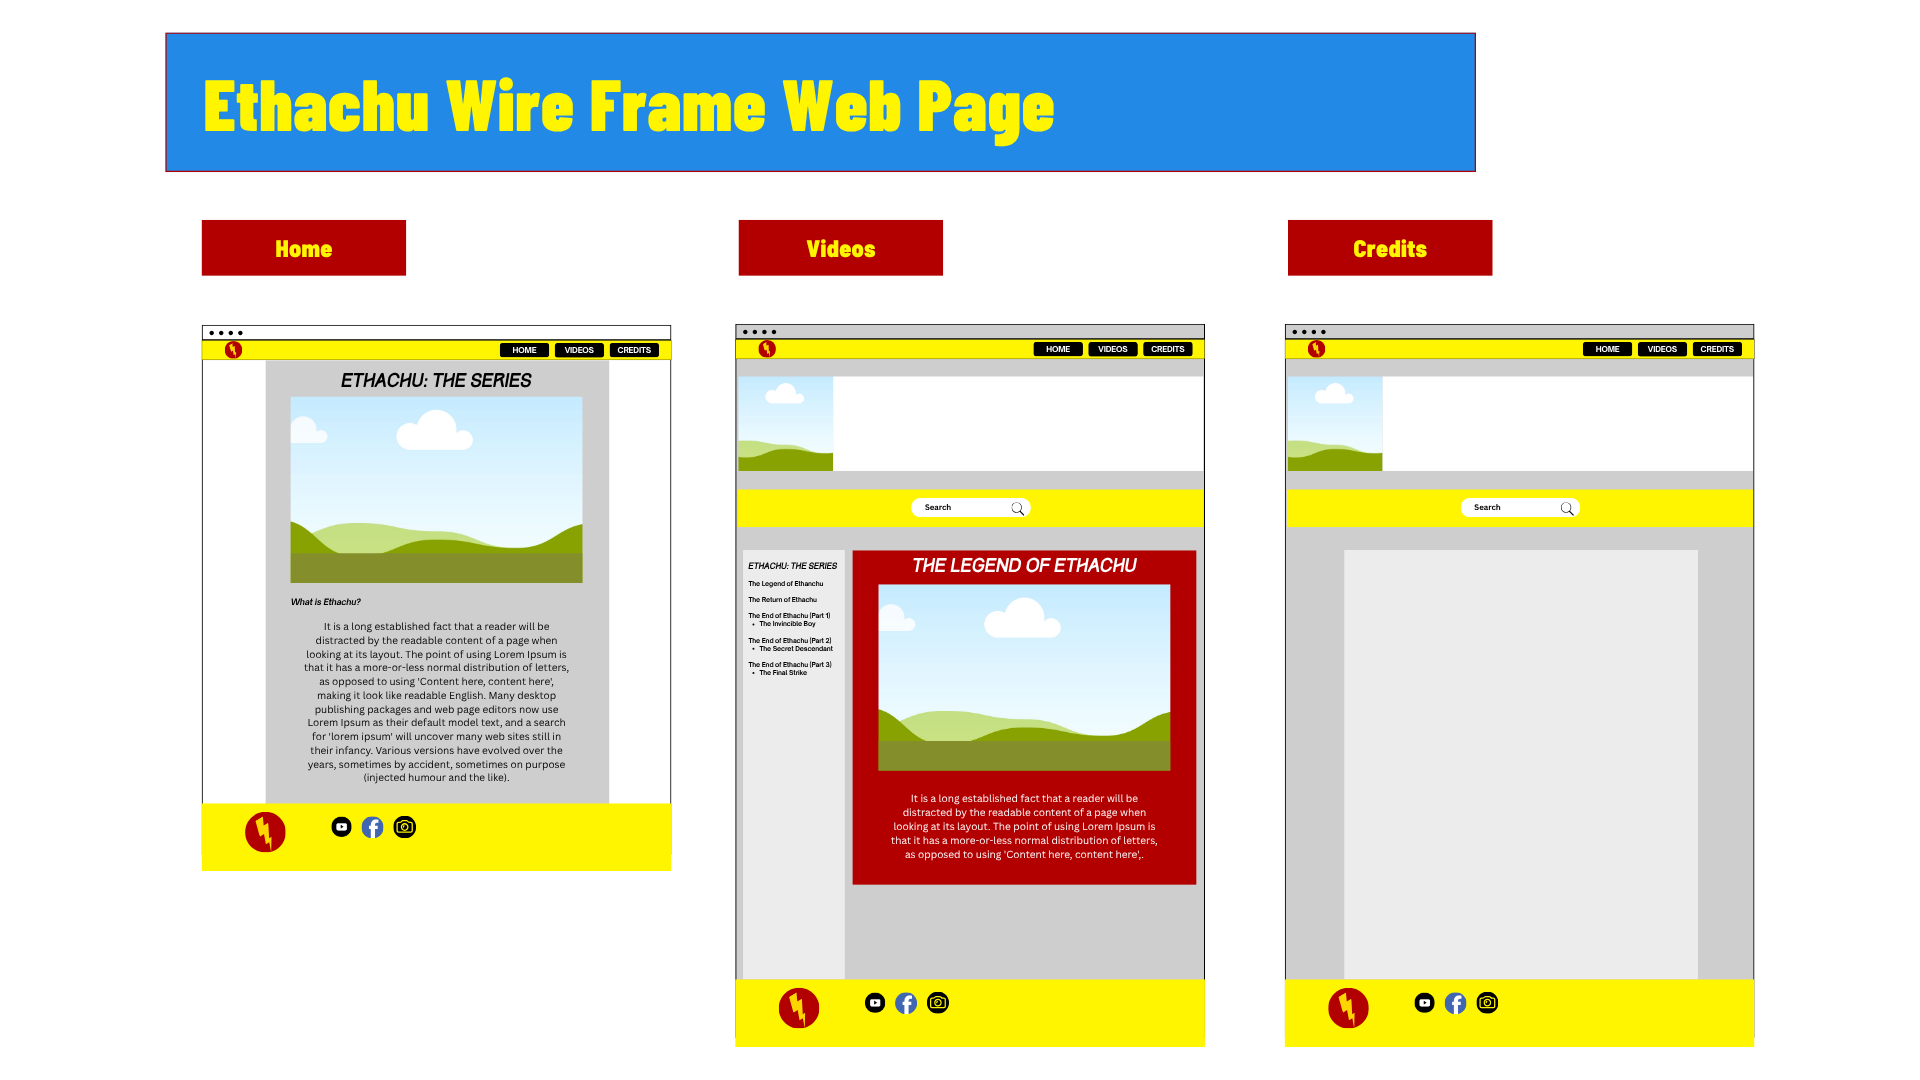 Ethachu Wire Frame Web Page
Home
Videos
Credits
HOME VIDEOS CREDITS
ETHACHU: THE SERIES
What is Ethachu?
It is a long established fact that a reader will be
distracted by the readable content of a page when
looking at its layout. The point of using Lorem Ipsum is
that it has a more-or-less normal distribution of letters,
as opposed to using 'Content here, content here',
making it look like readable English. Many desktop
publishing packages and web page editors now use
Lorem Ipsum as their default model text, and a search
for 'lorem ipsum' will uncover many web sites still in
their infancy. Various versions have evolved over the
years, sometimes by accident, sometimes on purpose
(injected humour and the like).
HOME VIDEOS CREDITS
Search
ETHACHU: THE SERIES
The Legend of Ethanchu
The Return of Ethachu
The End of Ethachu (Part 1)
• The Invincible Boy
The End of Ethachu (Part 2)
• The Secret Descendant
The End of Ethachu (Part 3)
• The Final Strike
THE LEGEND OF ETHACHU
It is a long established fact that a reader will be
distracted by the readable content of a page when
looking at its layout. The point of using Lorem Ipsum is
that it has a more-or-less normal distribution of letters,
as opposed to using 'Content here, content here',.
HOME VIDEOS CREDITS
Search